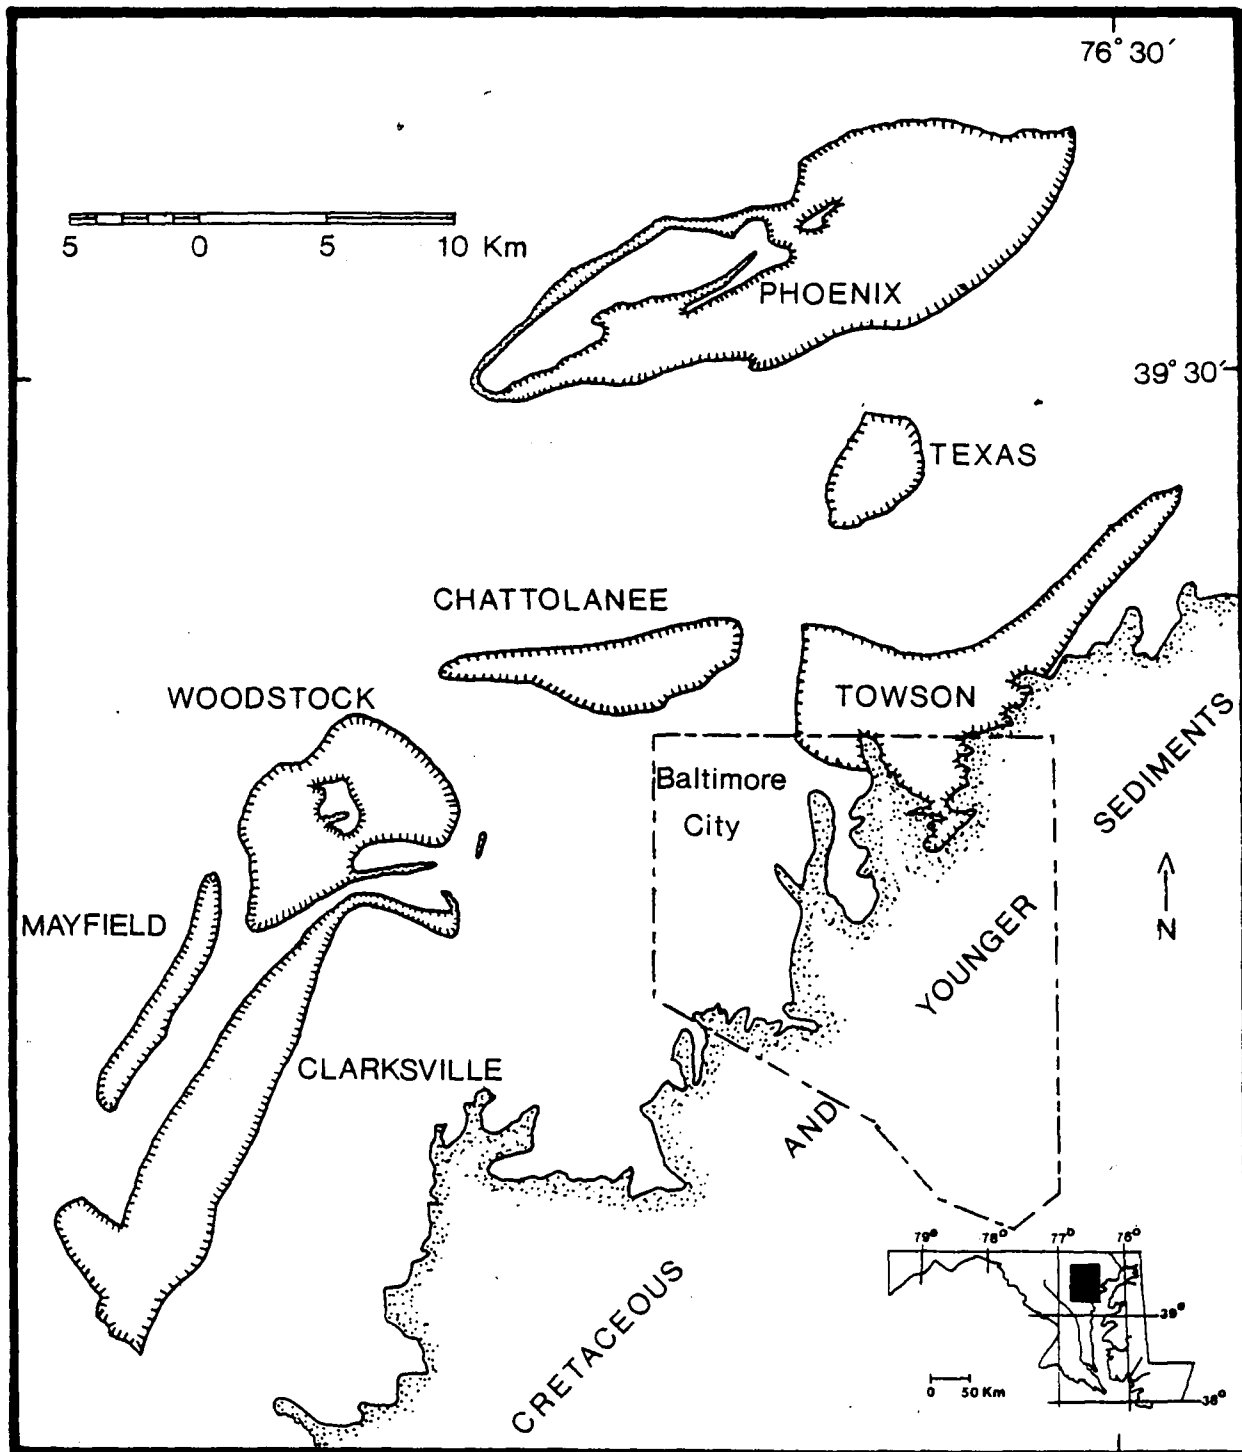 76° 30′
5 0 5 10 Km
PHOENIX
39° 30′
TEXAS
CHATTOLANEE
WOODSTOCK
TOWSON
Baltimore
City
MAYFIELD
CLARKSVILLE
CRETACEOUS
AND
YOUNGER
SEDIMENTS
N
79° 78° 77° 76°
39°
38°
0 50 Km